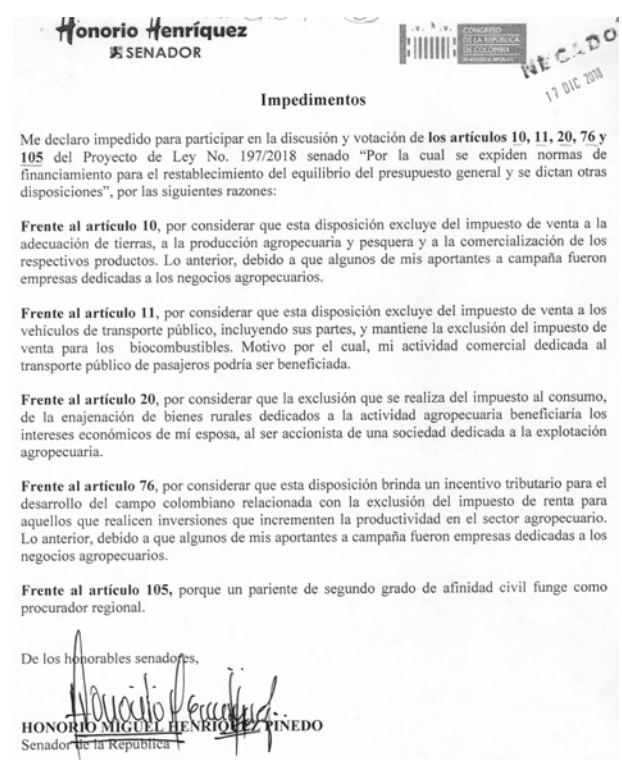 Honorio Henríquez
SENADOR
CONGRESO
DE LA REPÚBLICA
DE COLOMBIA
NEGADO
17 DIC 2018
Impedimentos
Me declaro impedido para participar en la discusión y votación de los artículos 10, 11, 20, 76 y
105 del Proyecto de Ley No. 197/2018 senado “Por la cual se expiden normas de
financiamiento para el restablecimiento del equilibrio del presupuesto general y se dictan otras
disposiciones”, por las siguientes razones:
Frente al artículo 10, por considerar que esta disposición excluye del impuesto de venta a la
adecuación de tierras, a la producción agropecuaria y pesquera y a la comercialización de los
respectivos productos. Lo anterior, debido a que algunos de mis aportantes a campaña fueron
empresas dedicadas a los negocios agropecuarios.
Frente al artículo 11, por considerar que esta disposición excluye del impuesto de venta a los
vehículos de transporte público, incluyendo sus partes, y mantiene la exclusión del impuesto de
venta para los biocombustibles. Motivo por el cual, mi actividad comercial dedicada al
transporte público de pasajeros podría ser beneficiada.
Frente al artículo 20, por considerar que la exclusión que se realiza del impuesto al consumo,
de la enajenación de bienes rurales dedicados a la actividad agropecuaria beneficiaría los
intereses económicos de mí esposa, al ser accionista de una sociedad dedicada a la explotación
agropecuaria.
Frente al artículo 76, por considerar que esta disposición brinda un incentivo tributario para el
desarrollo del campo colombiano relacionada con la exclusión del impuesto de renta para
aquellos que realicen inversiones que incrementen la productividad en el sector agropecuario.
Lo anterior, debido a que algunos de mis aportantes a campaña fueron empresas dedicadas a los
negocios agropecuarios.
Frente al artículo 105, porque un pariente de segundo grado de afinidad civil funge como
procurador regional.
De los honorables senadores,
HONORIO MIGUEL HENRIQUEZ PINEDO
Senador de la República